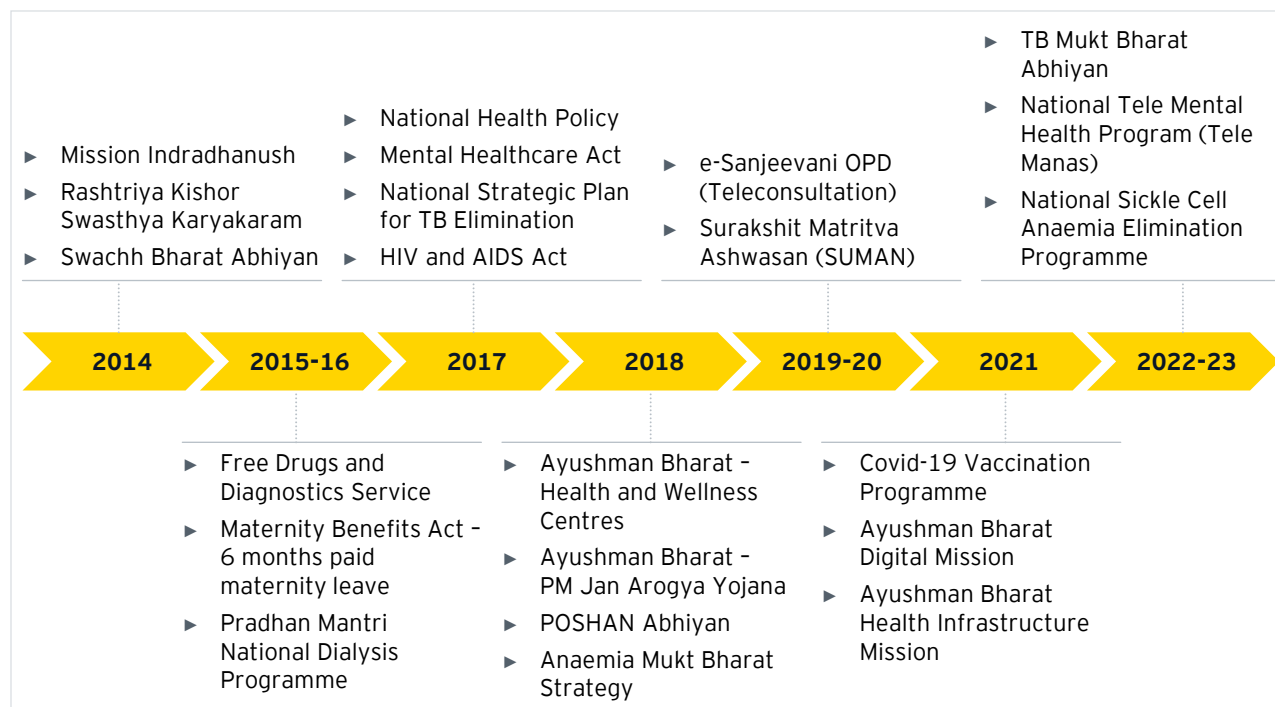 ► Mission Indradhanush
► Rashtriya Kishor
Swasthya Karyakaram
► Swachh Bharat Abhiyan
► National Health Policy
► Mental Healthcare Act
► National Strategic Plan
for TB Elimination
► HIV and AIDS Act
► e-Sanjeevani OPD
(Teleconsultation)
► Surakshit Matritva
Ashwasan (SUMAN)
► TB Mukt Bharat
Abhiyan
► National Tele Mental
Health Program (Tele
Manas)
► National Sickle Cell
Anaemia Elimination
Programme
2014
2015-16
2017
2018
2019-20
2021
2022-23
► Free Drugs and
Diagnostics Service
► Maternity Benefits Act –
6 months paid
maternity leave
► Pradhan Mantri
National Dialysis
Programme
► Ayushman Bharat –
Health and Wellness
Centres
► Ayushman Bharat –
PM Jan Arogya Yojana
► POSHAN Abhiyan
► Anaemia Mukt Bharat
Strategy
► Covid-19 Vaccination
Programme
► Ayushman Bharat
Digital Mission
► Ayushman Bharat
Health Infrastructure
Mission